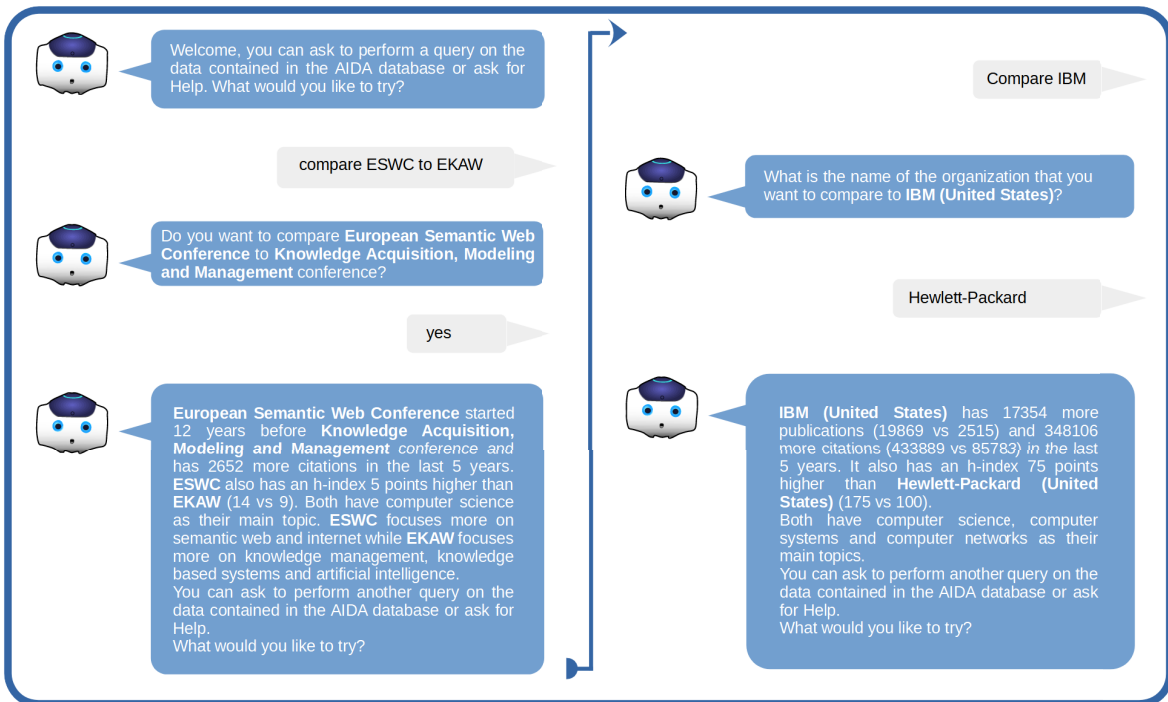 Welcome, you can ask to perform a query on the
data contained in the AIDA database or ask for
Help. What would you like to try?
compare ESWC to EKAW
Do you want to compare European Semantic Web
Conference to Knowledge Acquisition, Modeling
and Management conference?
yes
European Semantic Web Conference started
12 years before Knowledge Acquisition,
Modeling and Management conference and
has 2652 more citations in the last 5 years.
ESWC also has an h-index 5 points higher than
EKAW (14 vs 9). Both have computer science
as their main topic. ESWC focuses more on
semantic web and internet while EKAW focuses
more on knowledge management, knowledge
based systems and artificial intelligence.
You can ask to perform another query on the
data contained in the AIDA database or ask for
Help.
What would you like to try?
Compare IBM
What is the name of the organization that you
want to compare to IBM (United States)?
Hewlett-Packard
IBM (United States) has 17354 more
publications (19869 vs 2515) and 348106
more citations (433889 vs 85783) in the last
5 years. It also has an h-index 75 points
higher than Hewlett-Packard (United
States) (175 vs 100).
Both have computer science, computer
systems and computer networks as their
main topics.
You can ask to perform another query on the
data contained in the AIDA database or ask
for Help.
What would you like to try?